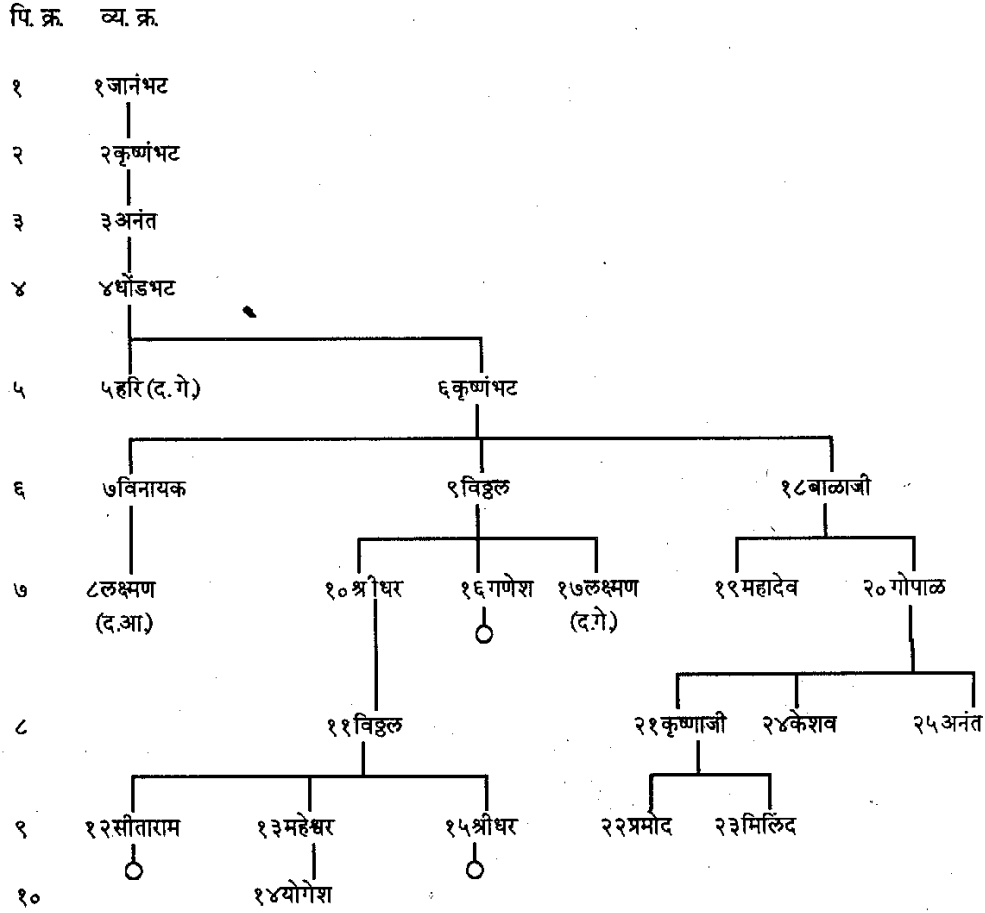 पि. क्र. व्य. क्र.
१ १जानंभट
२ २कृष्णंभट
३ ३अनंत
४ ४धोंडभट
५ ५हरि (द. गे.) ६कृष्णंभट
६ ७विनायक ९विठ्ठल १८बाळाजी
७ ८लक्ष्मण १०श्रीधर १६गणेश १७लक्ष्मण १९महादेव २०गोपाळ
(द.आ.) (द.गे.)
८ ११विठ्ठल २१कृष्णाजी २४केशव २५अनंत
९ १२सीताराम १३महेश्वर १५श्रीधर २२प्रमोद २३मिलिंद
१० १४योगेश